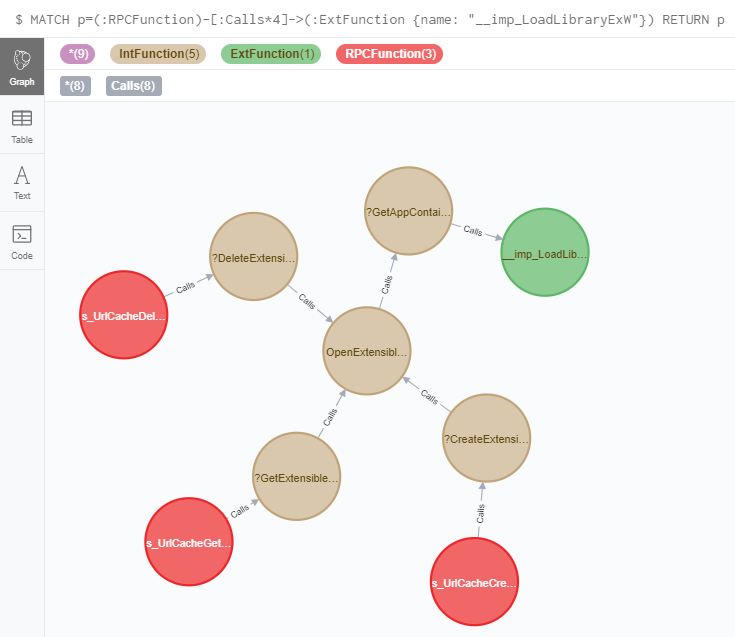 $ MATCH p=(:RPCFunction)-[:Calls*4]->(:ExtFunction {name: "__imp_LoadLibraryExW"}) RETURN p
*(9) IntFunction(5) ExtFunction(1) RPCFunction(3)
*(8) Calls(8)
Graph
Table
Text
Code
?GetAppContai...
Calls
__imp_LoadLib...
?DeleteExtensi...
Calls
s_UrlCacheDel...
Calls
Calls
OpenExtensibl...
Calls
Calls
?CreateExtensi...
?GetExtensible...
Calls
Calls
s_UrlCacheGet...
s_UrlCacheCre...